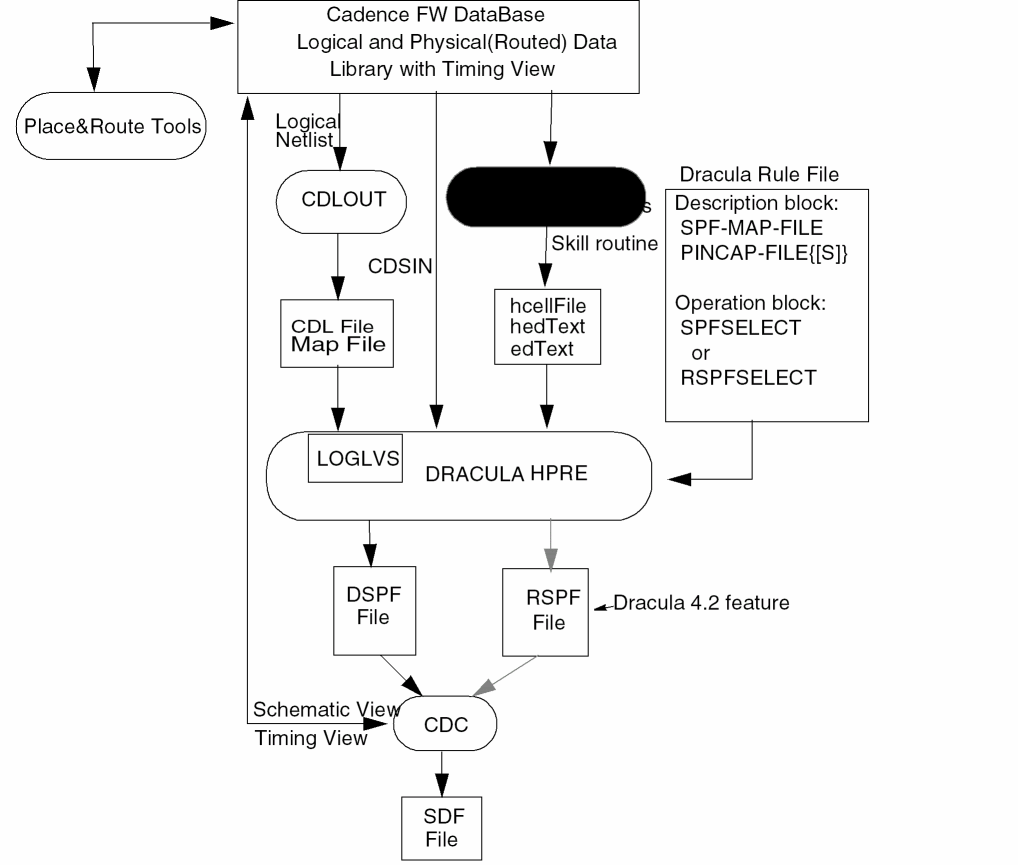 Cadence FW DataBase
Logical and Physical(Routed) Data
Library with Timing View
Place&Route Tools
Logical
Netlist
CDLOUT
Skill routine
Dracula Rule File
Description block:
SPF-MAP-FILE
PINCAP-FILE{[S]}
Operation block:
SPFSELECT
or
RSPFSELECT
CDSIN
CDL File
Map File
hcellFile
hedText
edText
LOGLVS
DRACULA HPRE
DSPF
File
RSPF
File
Dracula 4.2 feature
Schematic View
Timing View
CDC
SDF
File